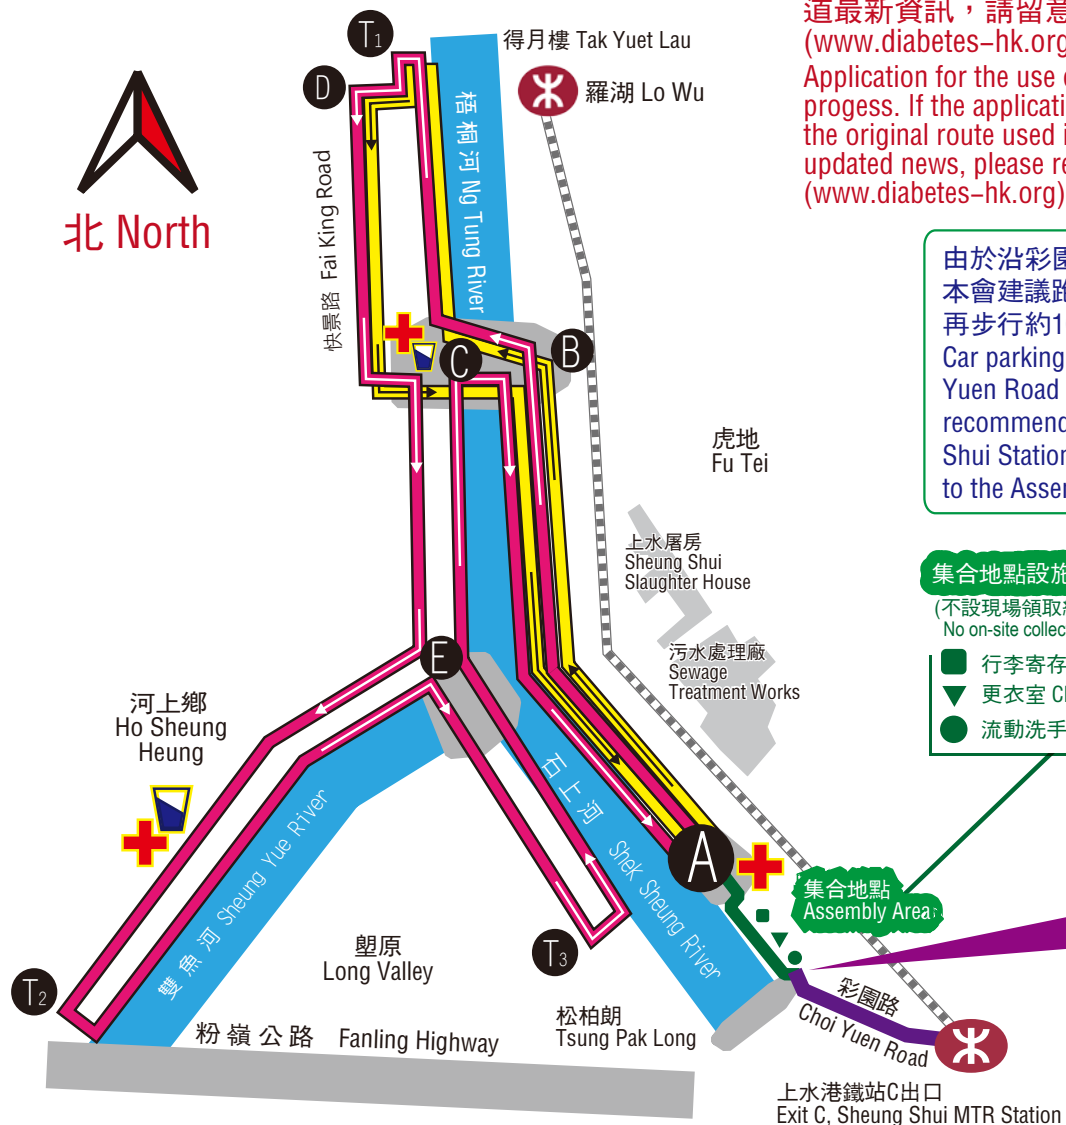 道最新資訊，請留意
(www.diabetes-hk.org
Application for the use
progess. If the applicati
the original route used i
updated news, please re
(www.diabetes-hk.org)
T1
得月樓 Tak Yuet Lau
D
羅湖 Lo Wu
北 North
梧桐河 Ng Tung River
快景路 Fai King Road
由於沿彩園
本會建議跑
再步行約1
Car parking
Yuen Road
recommend
Shui Station
to the Assem
B
C
虎地
Fu Tei
上水屠房
Sheung Shui
Slaughter House
集合地點設施
(不設現場領取
No on-site collec
行李寄存
更衣室 C
流動洗手
污水處理廠
Sewage
Treatment Works
E
河上鄉
Ho Sheung
Heung
石上河 Shek Sheung River
雙魚河 Sheung Yue River
A
集合地點
Assembly Area
塱原
Long Valley
T3
T2
松柏朗
Tsung Pak Long
彩園路
Choi Yuen Road
粉嶺公路 Fanling Highway
上水港鐵站C出口
Exit C, Sheung Shui MTR Station